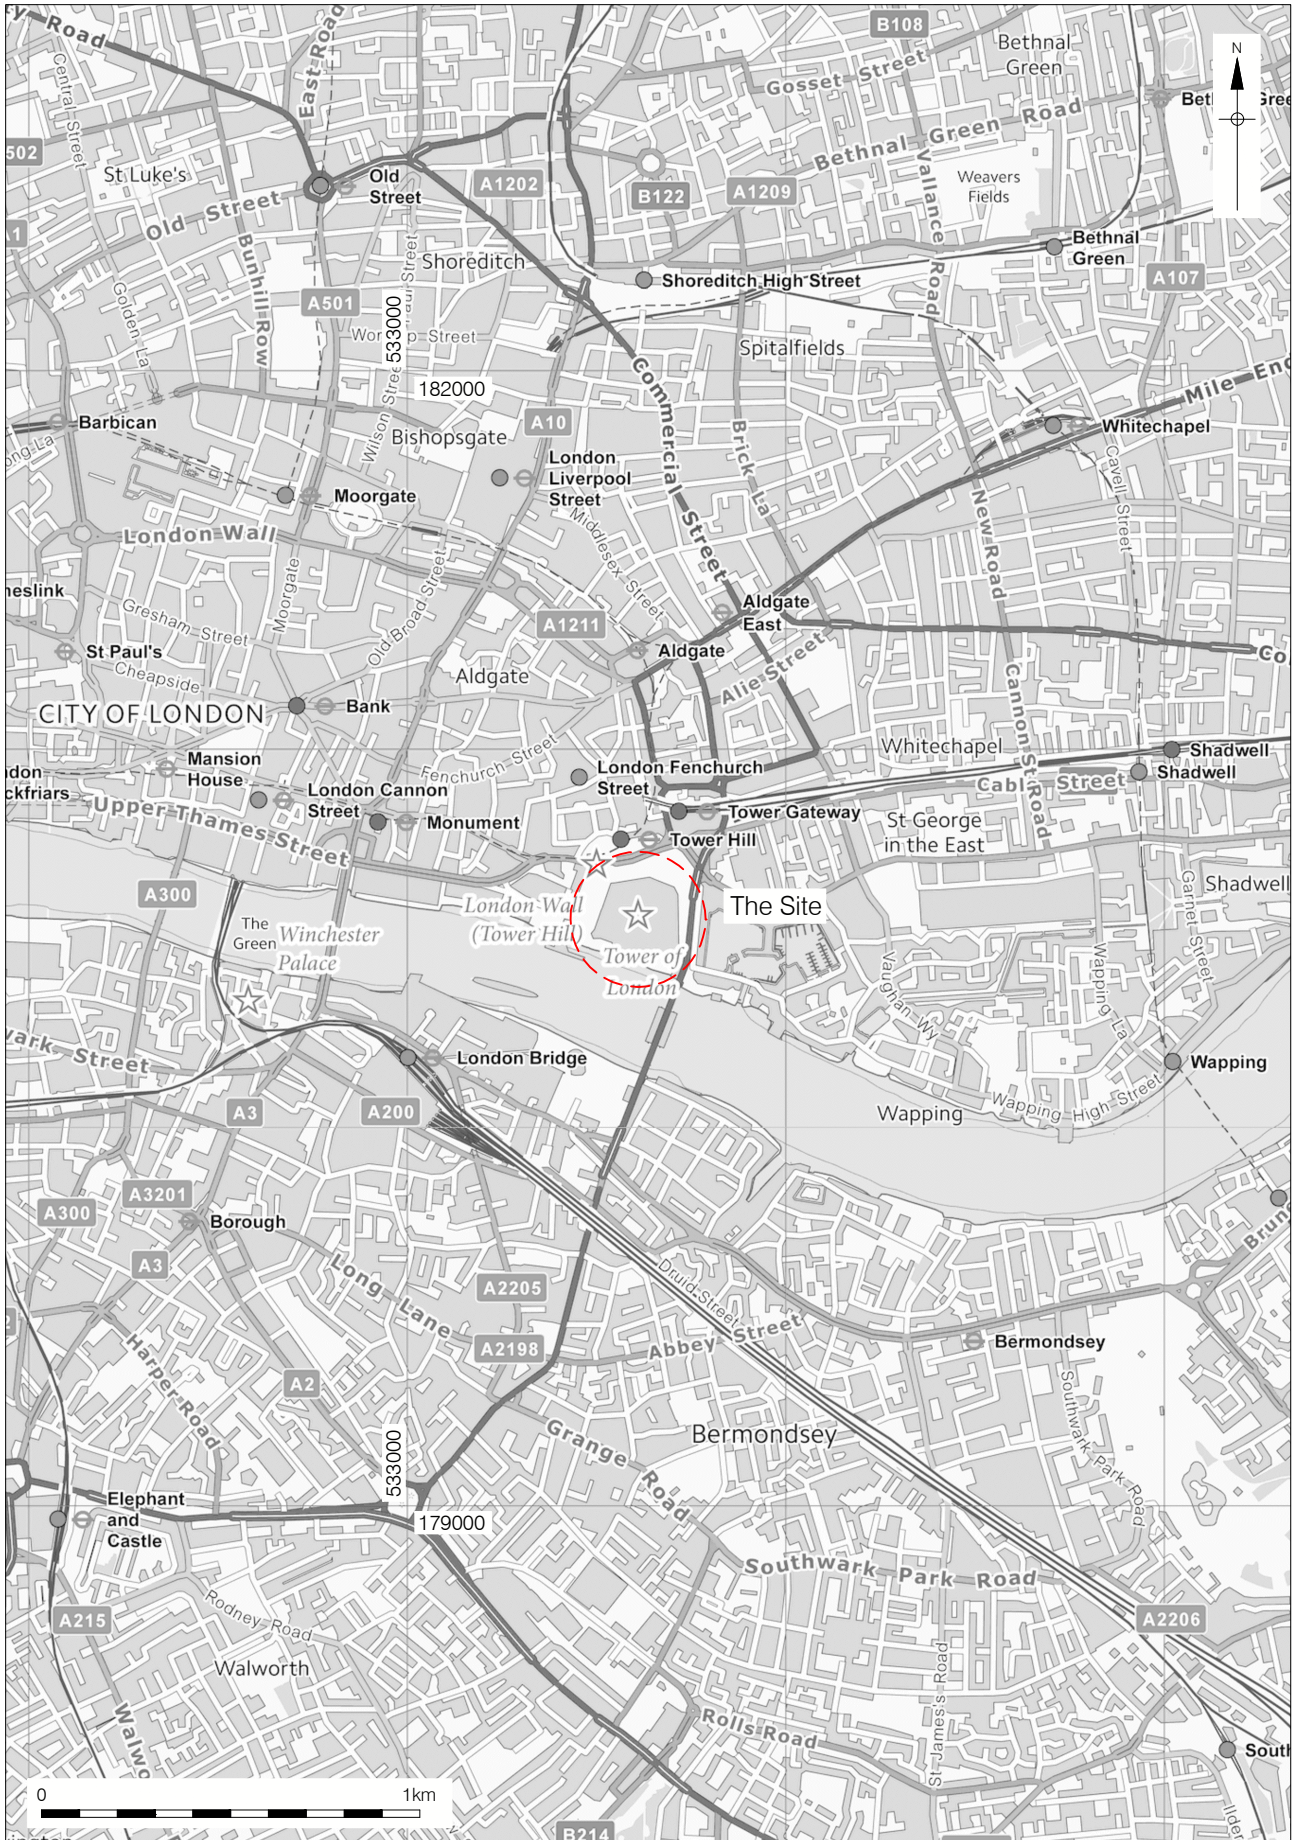 Road
East Road
B108
Bethnal
Green
N
Central Street
Gosset Street
Bethnal Green Road
502
St Luke's
Old
Street
A1202
B122
A1209
Vallance Road
Weavers
Fields
Old Street
A1
Bunhill Row
Shoreditch
Bethnal
Green
Golden La
A501
Shoreditch High Street
A107
533000
Street
Spitalfields
182000
Commercial Street
Mile End
Barbican
Wilson Street
Bishopsgate
A10
Brick La
Whitechapel
London
Liverpool
Street
Cavell Street
Moorgate
London Wall
Middlesex Street
New Road
Moorgate
Old Broad Street
Gresham Street
A1211
Aldgate
East
St Paul's
Cheapside
Aldgate
Aldgate
Alie Street
Cannon St Road
CITY OF LONDON
Bank
Whitechapel
Shadwell
Mansion
House
Fenchurch Street
London Fenchurch
Street
Shadwell
Cable Street
London Cannon
Street
Upper Thames Street
Monument
Tower Gateway
St George
in the East
Tower Hill
A300
London Wall
(Tower Hill)
The Site
Shadwell
Garnet Street
The
Green
Winchester
Palace
Tower of
London
Vaughan Wy
Wapping La
Street
London Bridge
Wapping
A3
A200
Wapping
Wapping High Street
A3201
A300
Borough
A3
Long Lane
A2205
Druid Street
A2198
Abbey Street
Bermondsey
Harper Road
A2
Southwark Park Road
533000
Grange Road
Bermondsey
Elephant
and
Castle
179000
Southwark Park Road
A215
Rodney Road
A2206
Walworth
St James's Road
Rolls Road
0
1km
B214